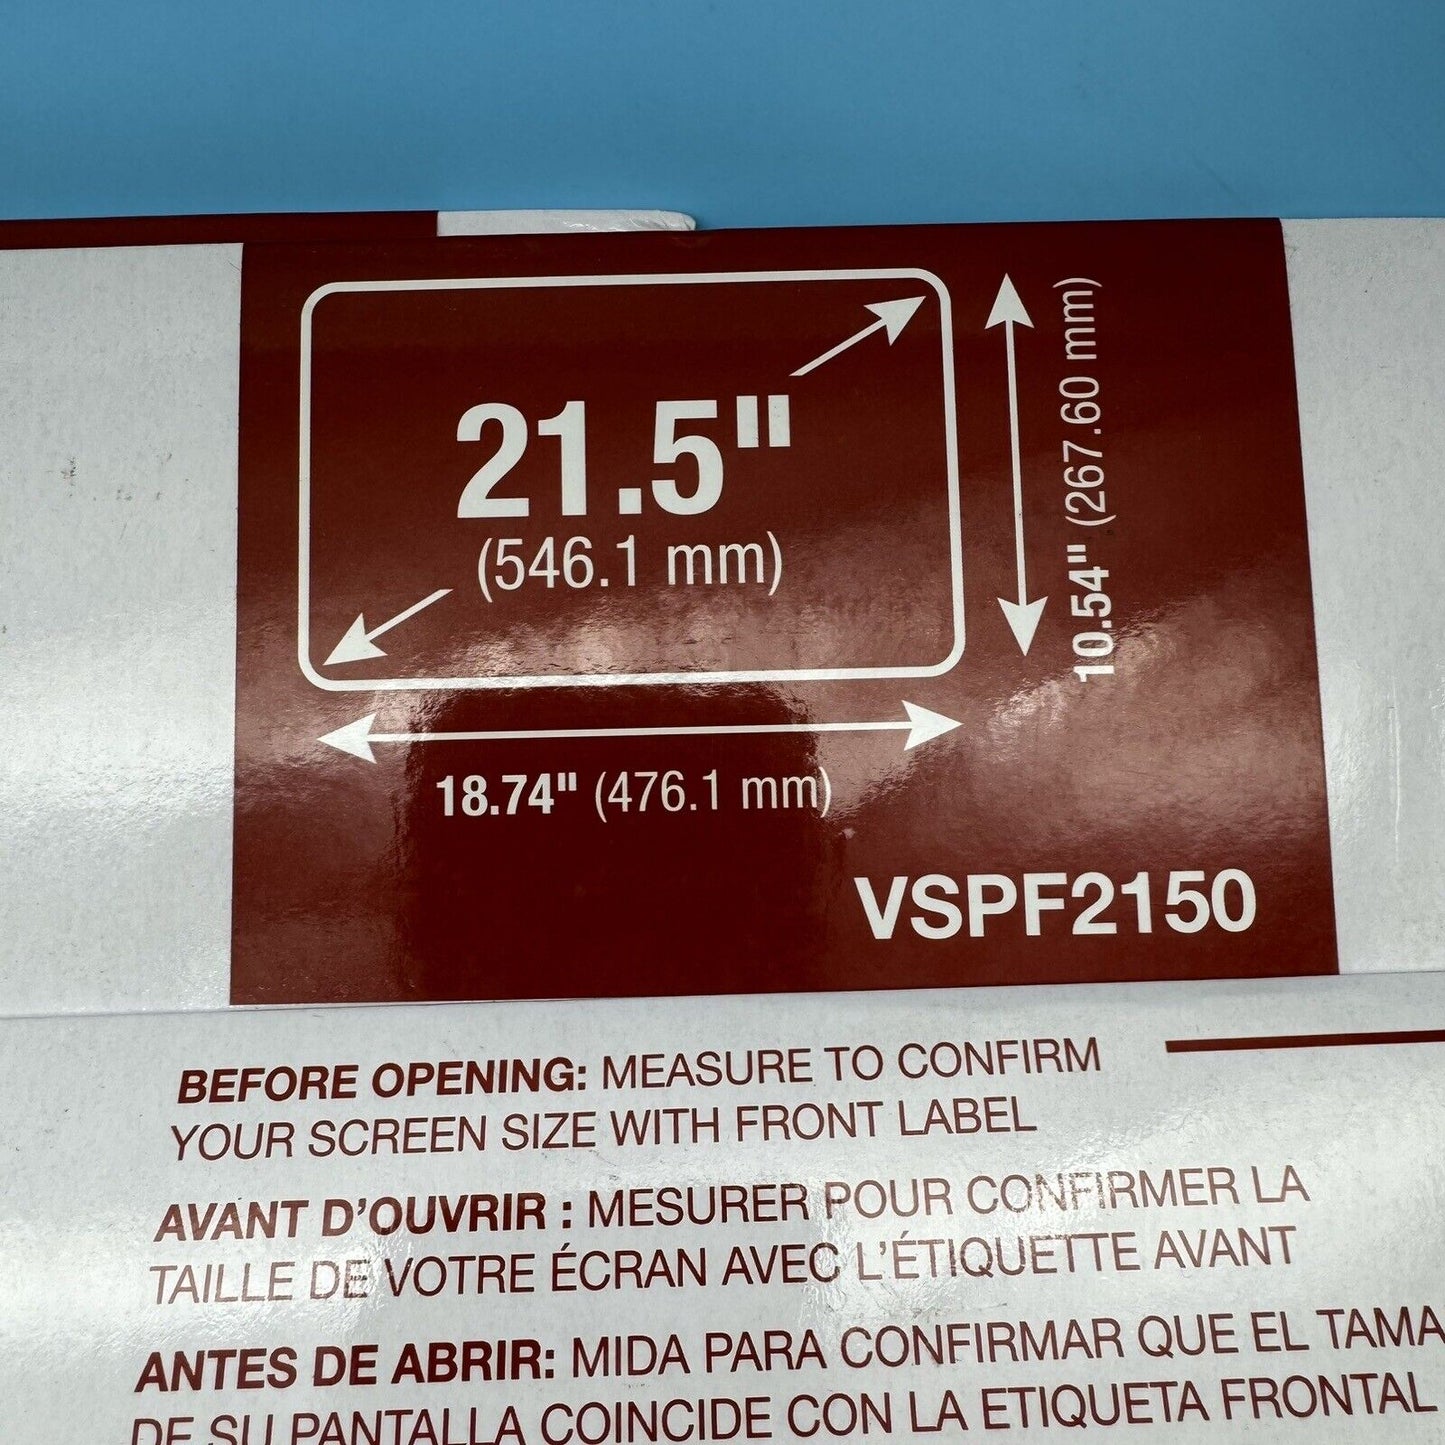 21.5"
(546.1 mm)
10.54" (267.60 mm)
18.74" (476.1 mm)
VSPF2150
BEFORE OPENING: MEASURE TO CONFIRM
YOUR SCREEN SIZE WITH FRONT LABEL
AVANT D'OUVRIR : MESURER POUR CONFIRMER LA
TAILLE DE VOTRE ÉCRAN AVEC L'ÉTIQUETTE AVANT
ANTES DE ABRIR: MIDA PARA CONFIRMAR QUE EL TAMA
DE SU PANTALLA COINCIDE CON LA ETIQUETA FRONTAL